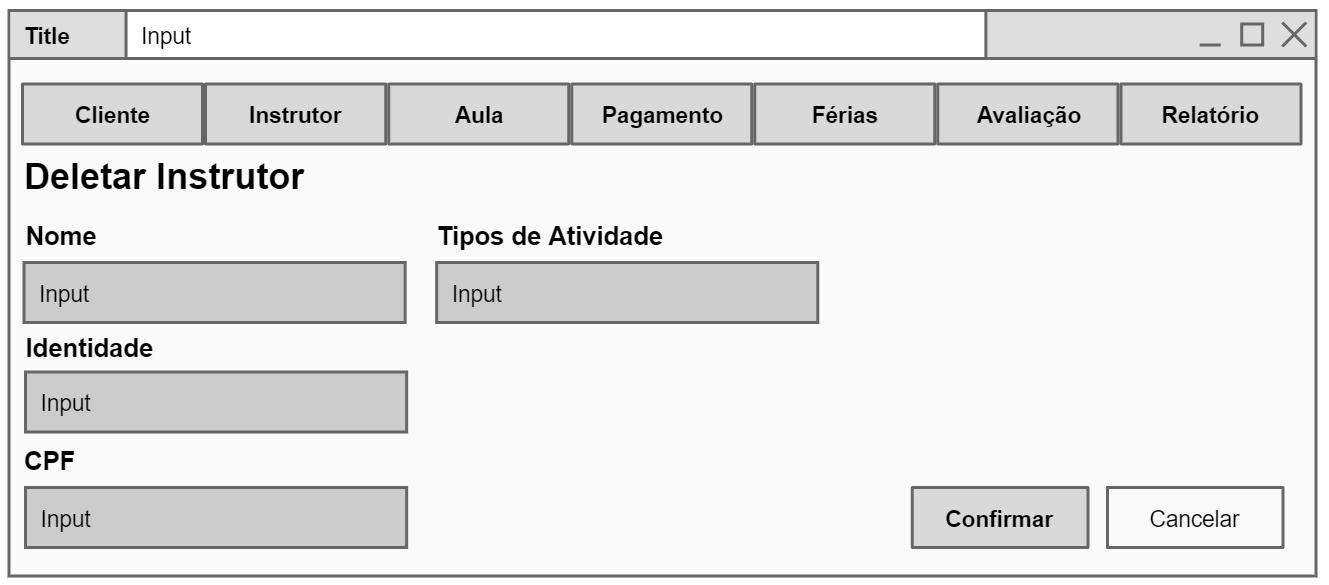 Title Input
Cliente Instrutor Aula Pagamento Férias Avaliação Relatório
Deletar Instrutor
Nome Tipos de Atividade
Input Input
Identidade
Input
CPF
Input Confirmar Cancelar